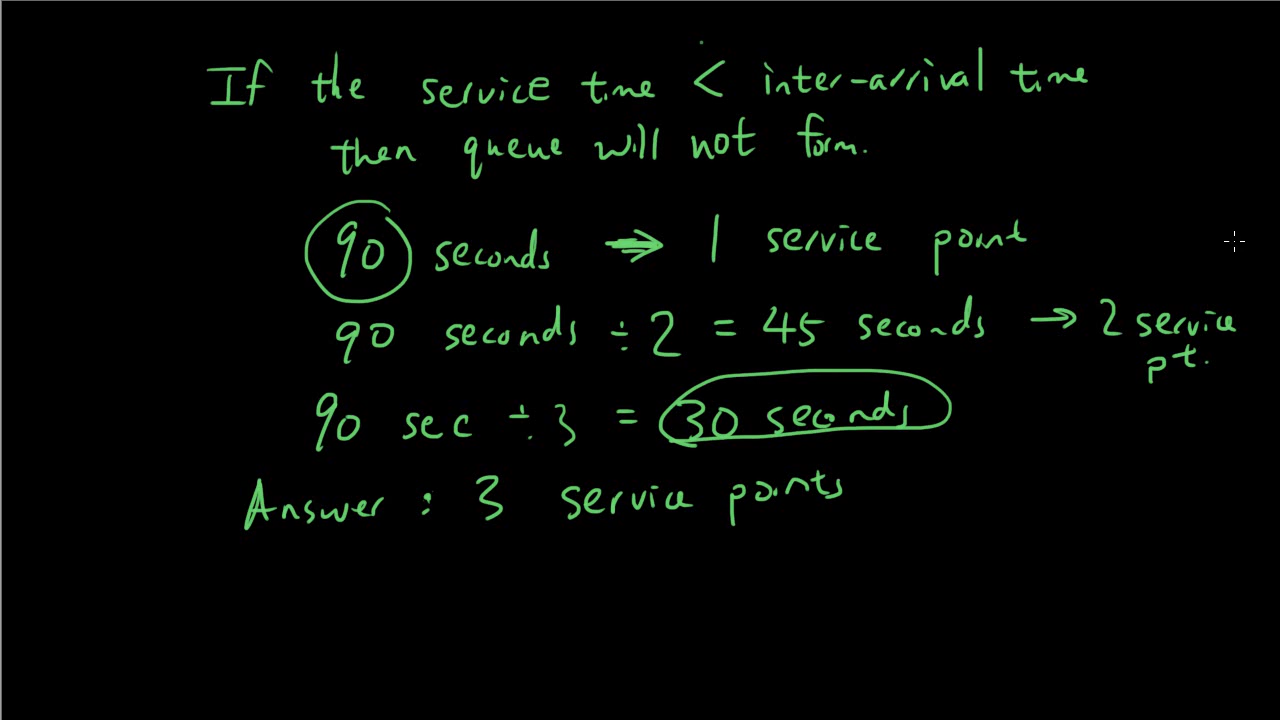 If the service time < inter-arrival time
then queue will not form.
90 seconds → 1 service point
90 seconds ÷ 2 = 45 seconds → 2 service
pt.
90 sec ÷ 3 = 30 seconds
Answer : 3 service points